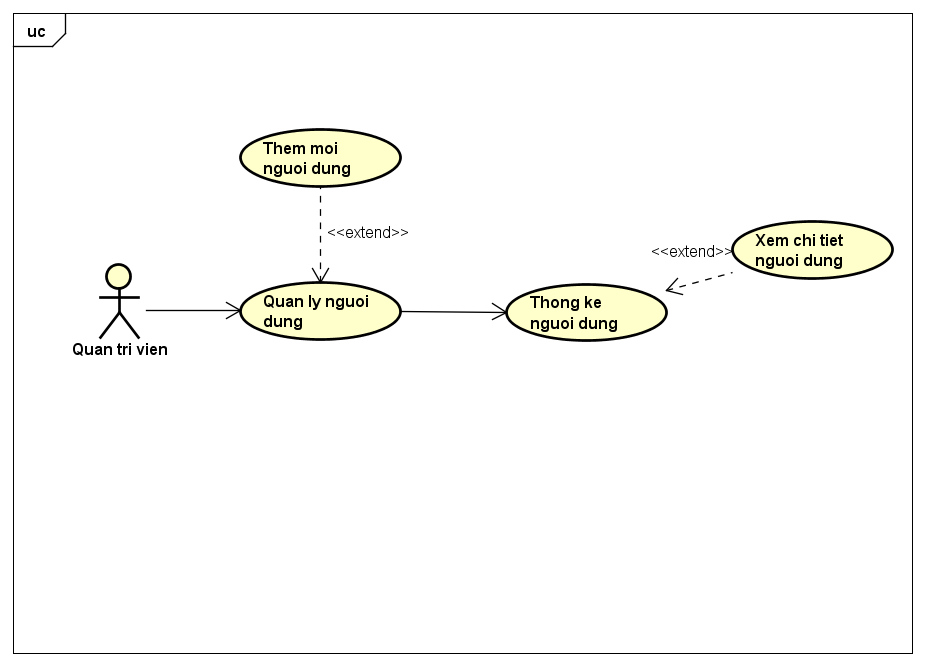 uc
Them moi
nguoi dung
<<extend>>
Xem chi tiet
nguoi dung
<<extend>>
Quan ly nguoi
dung
Thong ke
nguoi dung
Quan tri vien